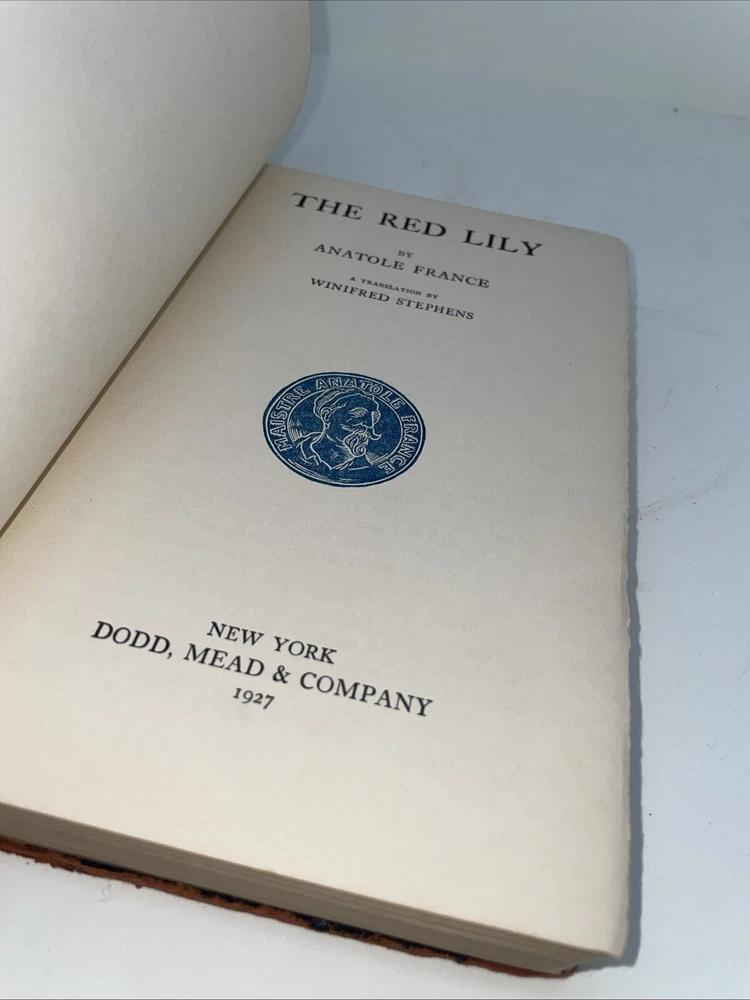 THE RED LILY
BY
ANATOLE FRANCE
A TRANSLATION BY
WINIFRED STEPHENS
MAISTRE ANATOLE FRANCE
NEW YORK
DODD, MEAD & COMPANY
1927